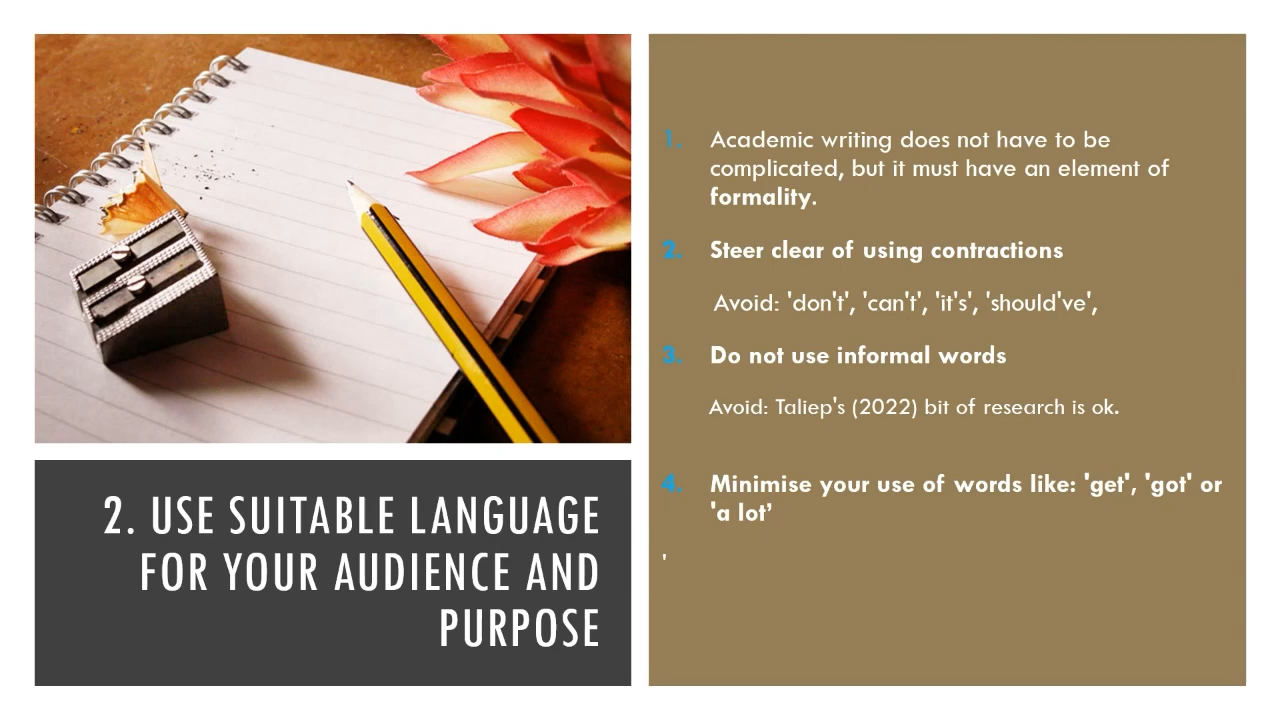 2. USE SUITABLE LANGUAGE
FOR YOUR AUDIENCE AND
PURPOSE
1. Academic writing does not have to be
complicated, but it must have an element of
formality.
2. Steer clear of using contractions
Avoid: 'don't', 'can't', 'it's', 'should've',
3. Do not use informal words
Avoid: Taliep's (2022) bit of research is ok.
4. Minimise your use of words like: 'get', 'got' or
'a lot’
'